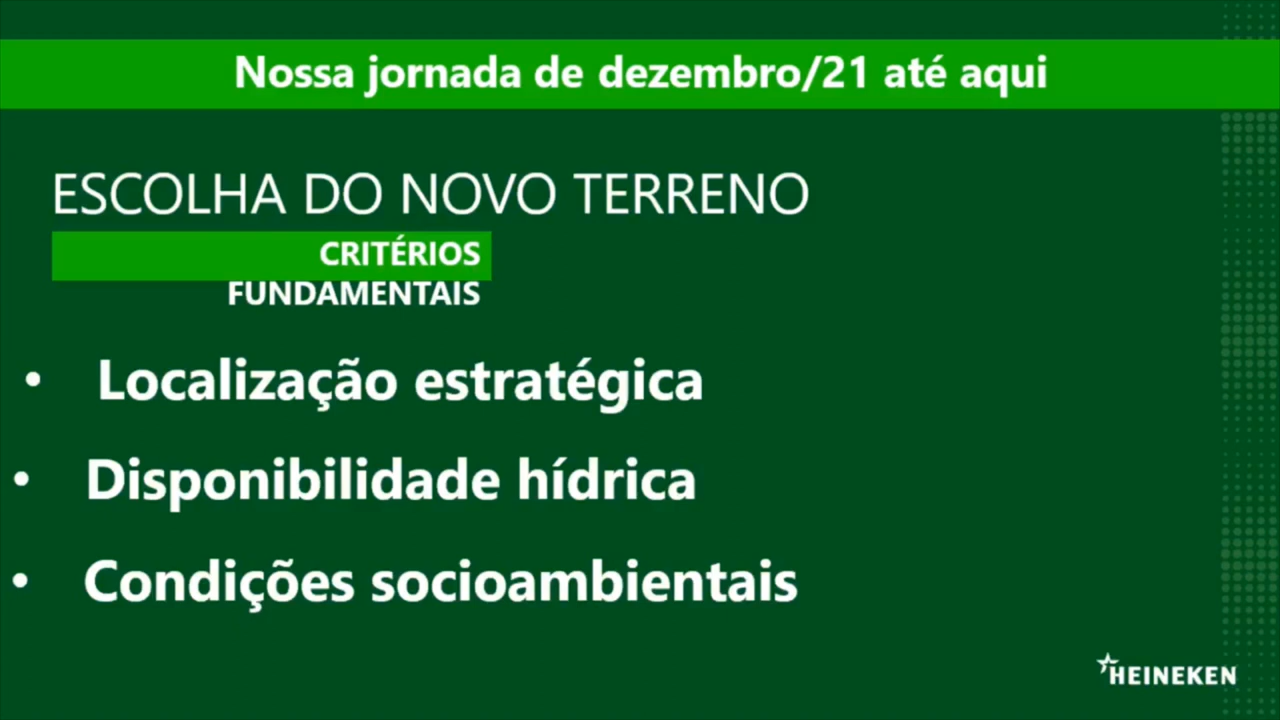 Nossa jornada de dezembro/21 até aqui
ESCOLHA DO NOVO TERRENO
CRITÉRIOS
FUNDAMENTAIS
• Localização estratégica
• Disponibilidade hídrica
• Condições socioambientais
HEINEKEN